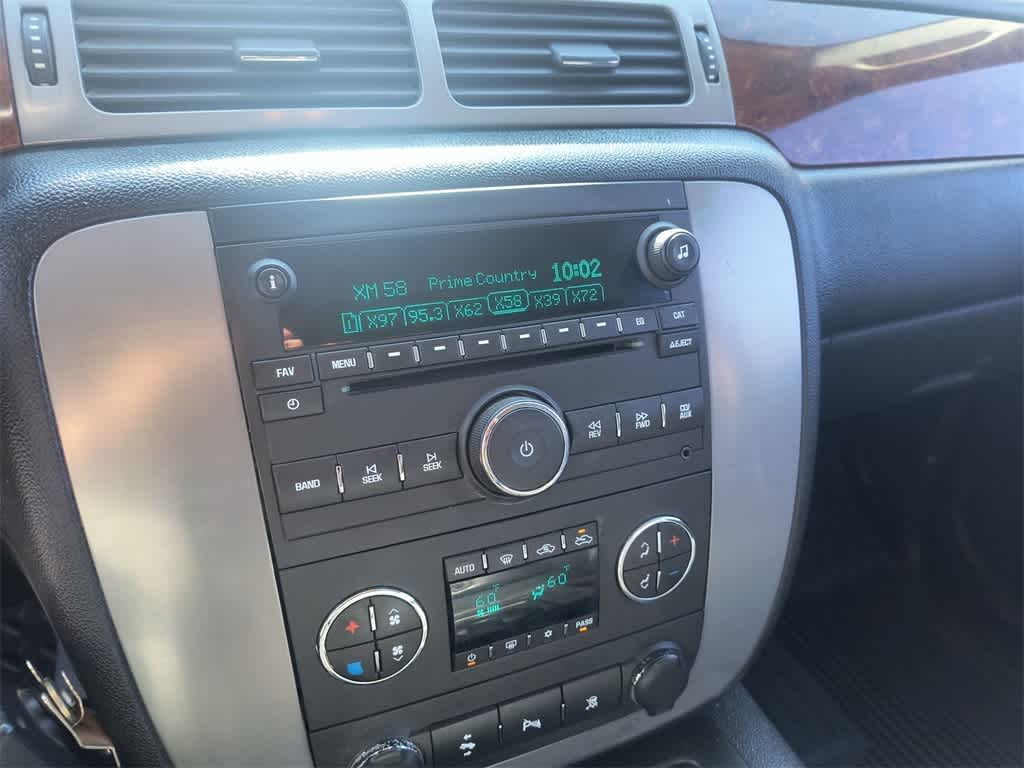 XM 58 Prime Country 10:02
1 X97 95.3 X62 X58 X39 X72
FAV MENU EQ CAT
EJECT
BAND SEEK SEEK REV FWD CD/AUX
AUTO
60°F 60°F
PASS